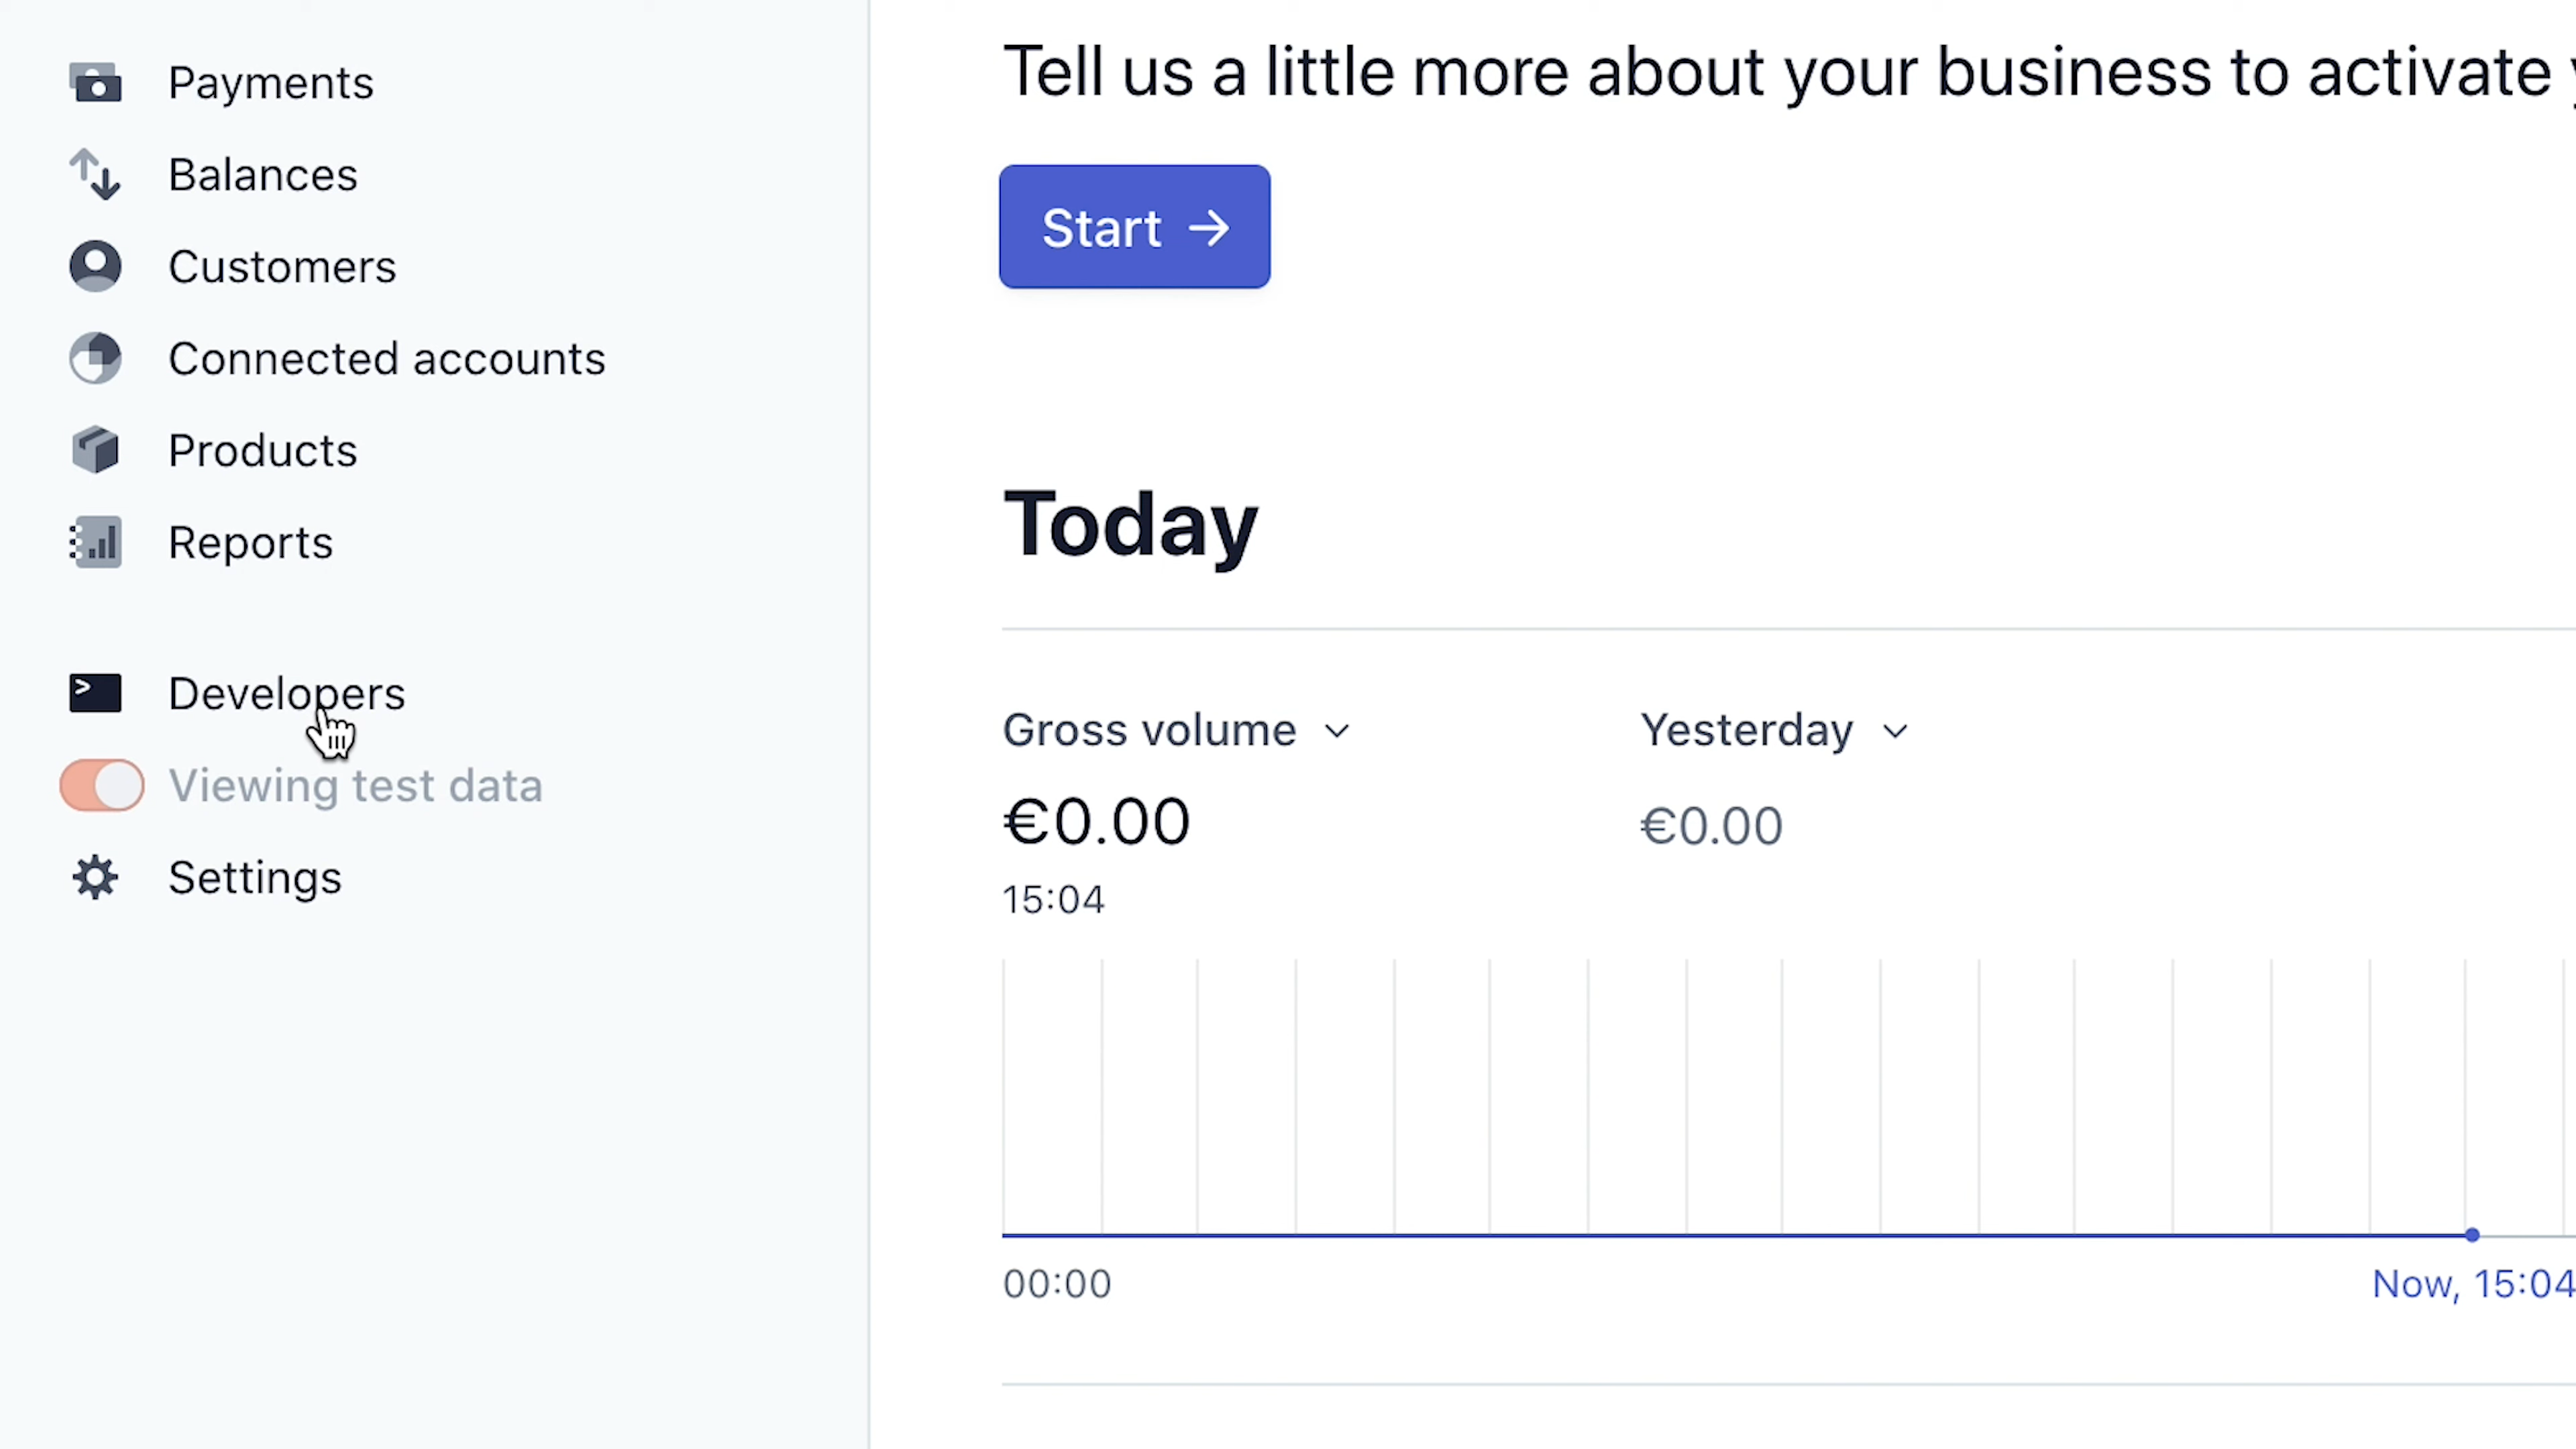 Payments
Balances
Customers
Connected accounts
Products
Reports
Developers
Viewing test data
Settings
Tell us a little more about your business to activate
Start →
Today
Gross volume
€0.00
15:04
Yesterday
€0.00
00:00
Now, 15:04